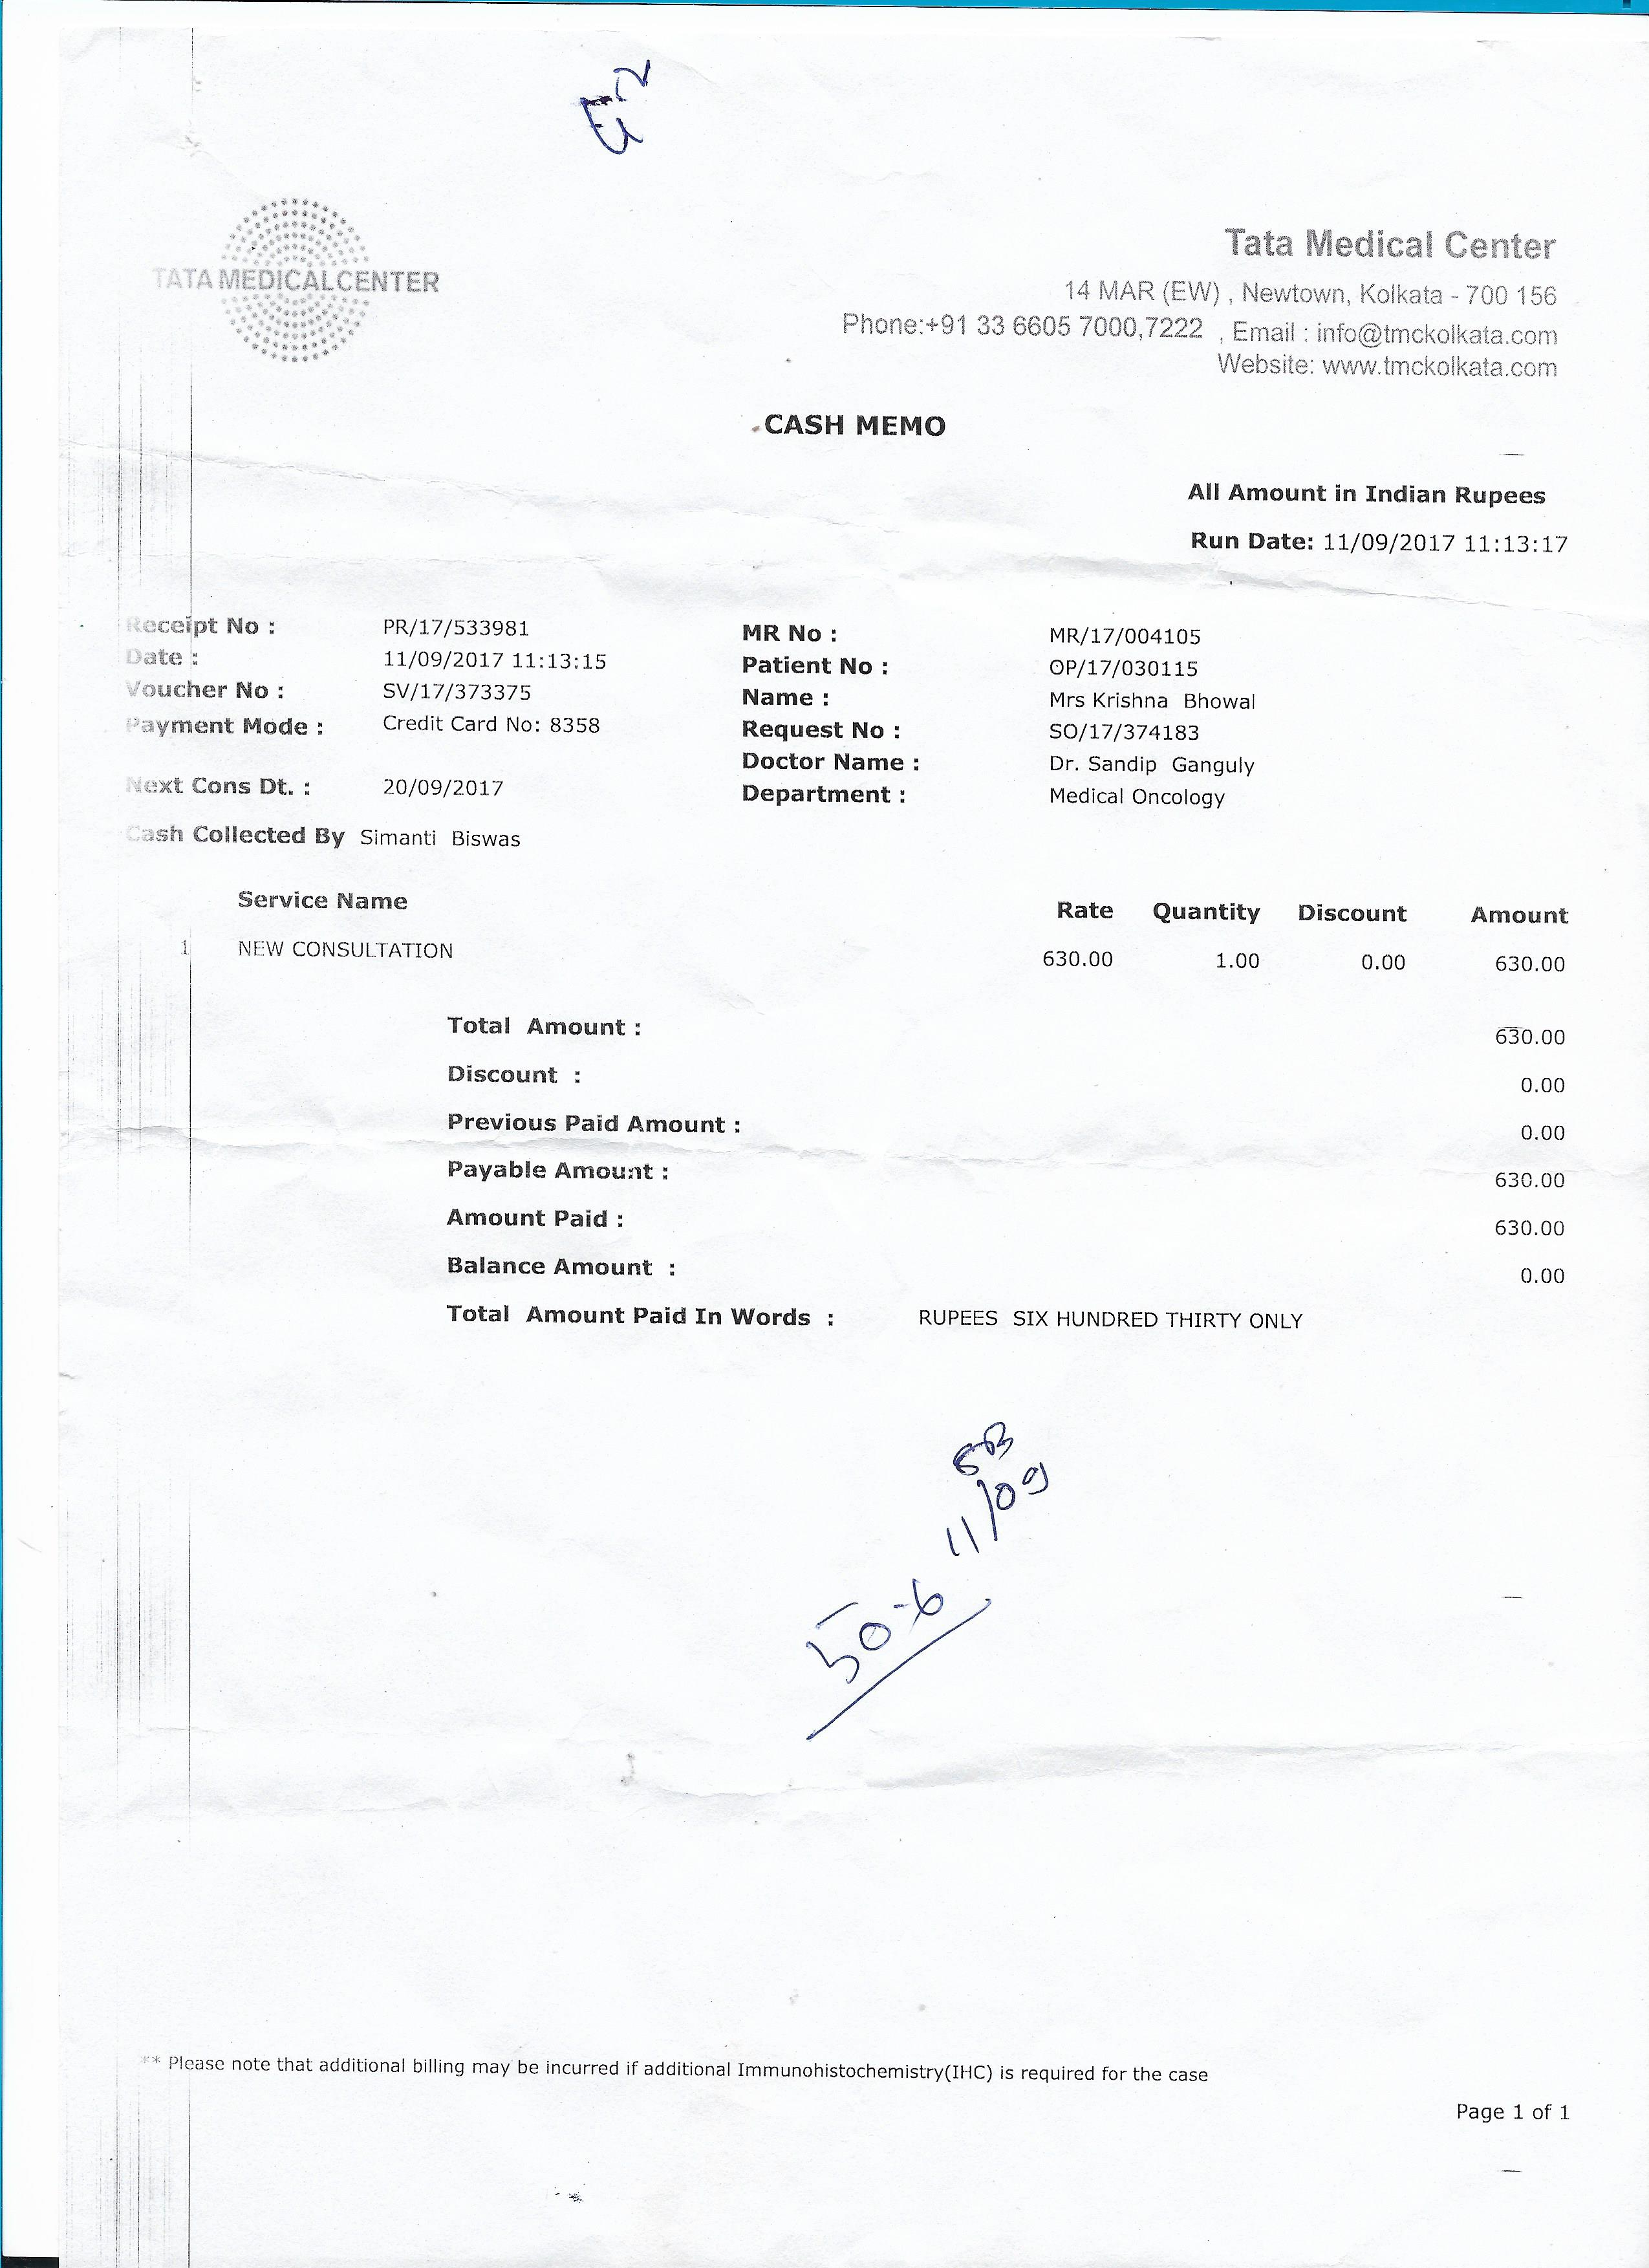 TATA MEDICAL CENTER
Tata Medical Center
14 MAR (EW) , Newtown, Kolkata - 700 156
Phone:+91 33 6605 7000,7222 , Email : info@tmckolkata.com
Website: www.tmckolkata.com
CASH MEMO
All Amount in Indian Rupees
Run Date: 11/09/2017 11:13:17
Receipt No : PR/17/533981 MR No : MR/17/004105
Date : 11/09/2017 11:13:15 Patient No : OP/17/030115
Voucher No : SV/17/373375 Name : Mrs Krishna Bhowal
Payment Mode : Credit Card No: 8358 Request No : SO/17/374183
Doctor Name : Dr. Sandip Ganguly
Next Cons Dt. : 20/09/2017 Department : Medical Oncology
Cash Collected By Simanti Biswas
Service Name Rate Quantity Discount Amount
1 NEW CONSULTATION 630.00 1.00 0.00 630.00
Total Amount : 630.00
Discount : 0.00
Previous Paid Amount : 0.00
Payable Amount : 630.00
Amount Paid : 630.00
Balance Amount : 0.00
Total Amount Paid In Words : RUPEES SIX HUNDRED THIRTY ONLY
SB
11/09
50.6
** Please note that additional billing may be incurred if additional Immunohistochemistry(IHC) is required for the case
Page 1 of 1